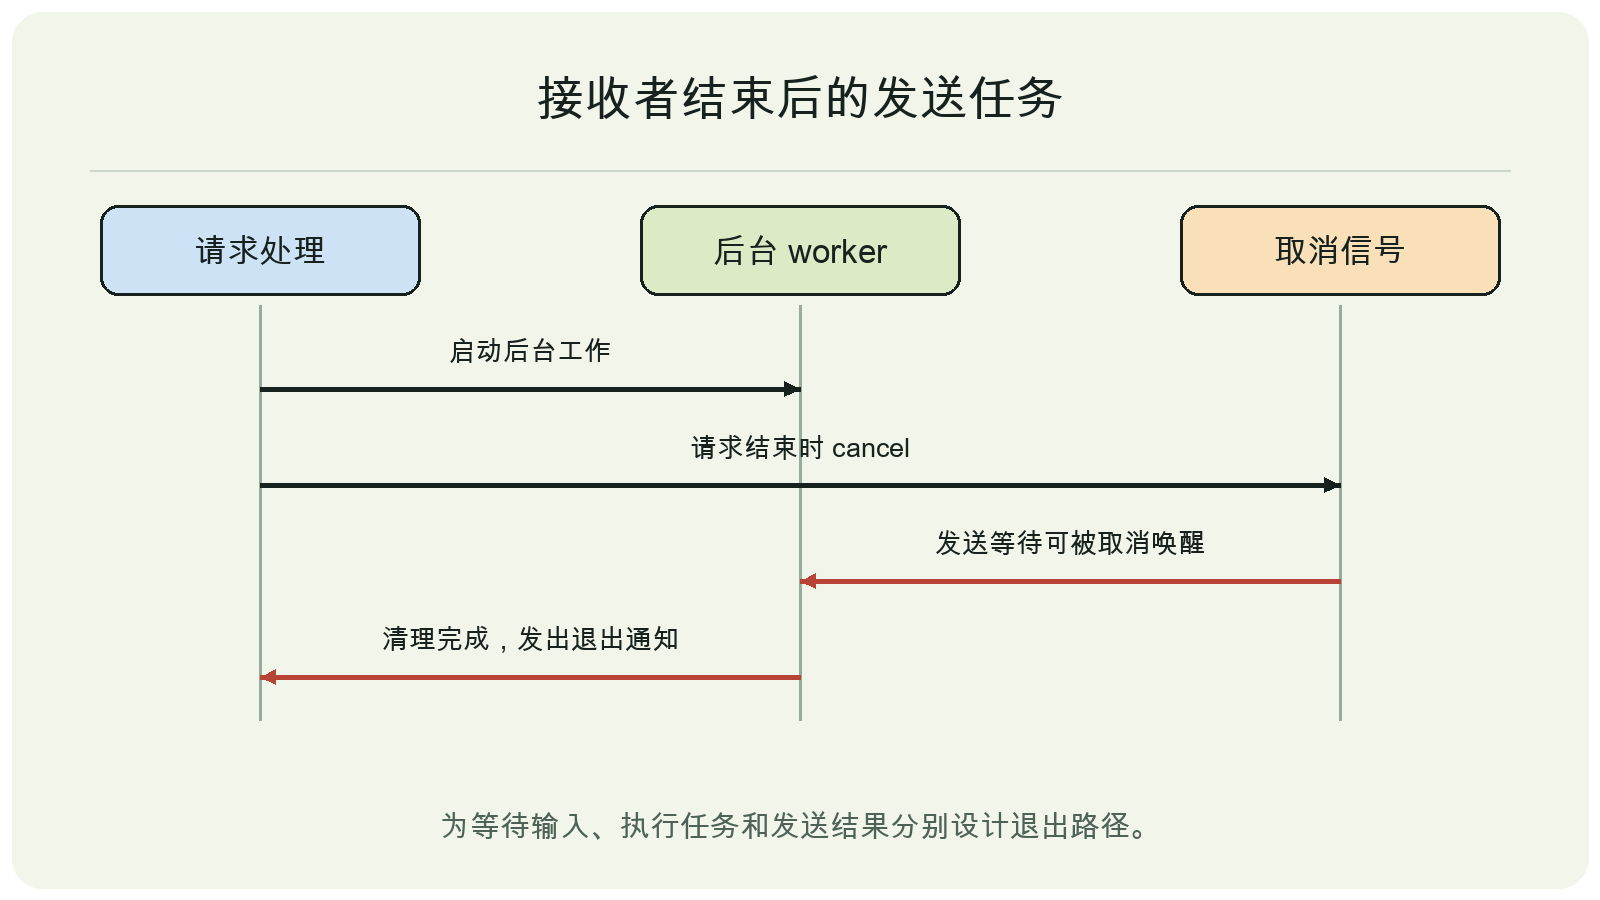 接收者结束后的发送任务
请求处理
后台 worker
取消信号
启动后台工作
请求结束时 cancel
发送等待可被取消唤醒
清理完成，发出退出通知
为等待输入、执行任务和发送结果分别设计退出路径。